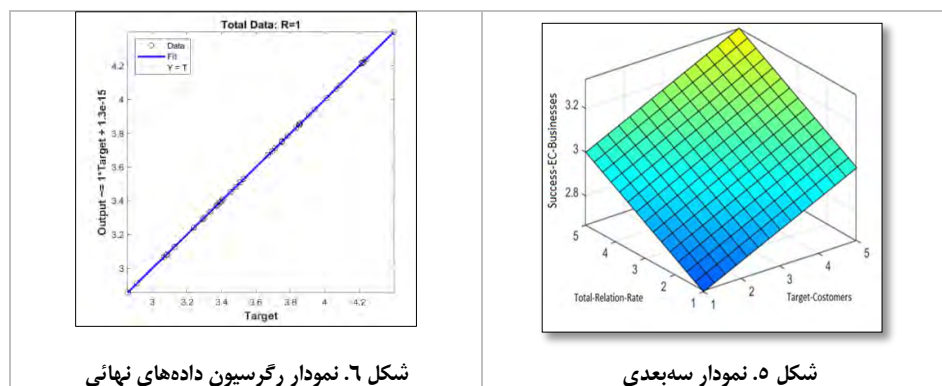 Total Data: R=1
Data
Fit
Y = T
Output ~= 1*Target + 1.3e-15
4.2
4
3.8
3.6
3.4
3.2
3
3 3.2 3.4 3.6 3.8 4 4.2
Target
شکل ٦. نمودار رگرسیون داده‌های نهائی
Success-EC-Businesses
3.2
3
2.8
5
4
3
2
1
1
2
3
4
5
Total-Relation-Rate
Target-Costomers
شکل ٥. نمودار سه‌بعدی